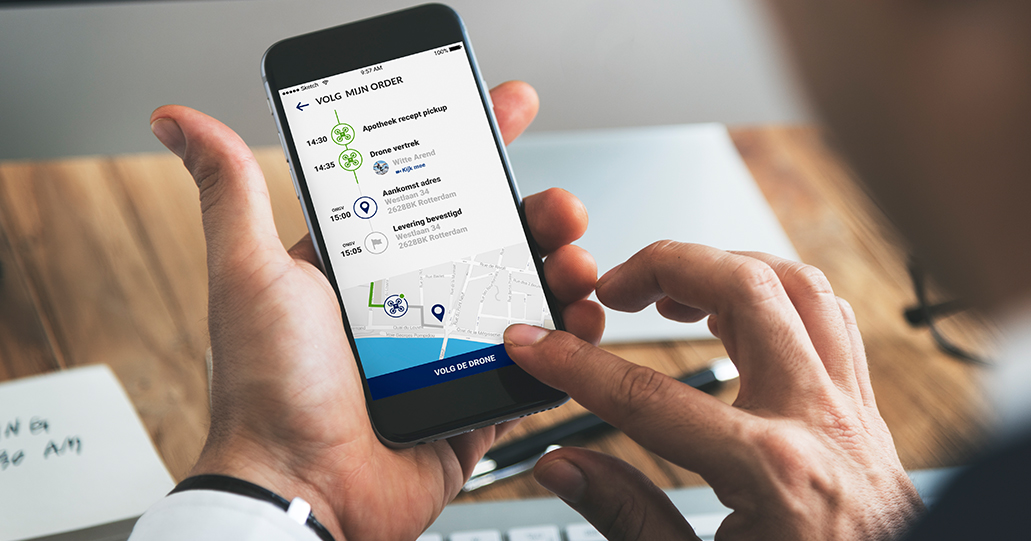 Sketch
9:57 AM
100%
VOLG MIJN ORDER
14:30
Apotheek recept pickup
14:35
Drone vertrek
Witte Arend
Kijk mee
ONGV
15:00
Aankomst adres
Westlaan 34
2628BK Rotterdam
ONGV
15:05
Levering bevestigd
Westlaan 34
2628BK Rotterdam
VOLG DE DRONE
AM